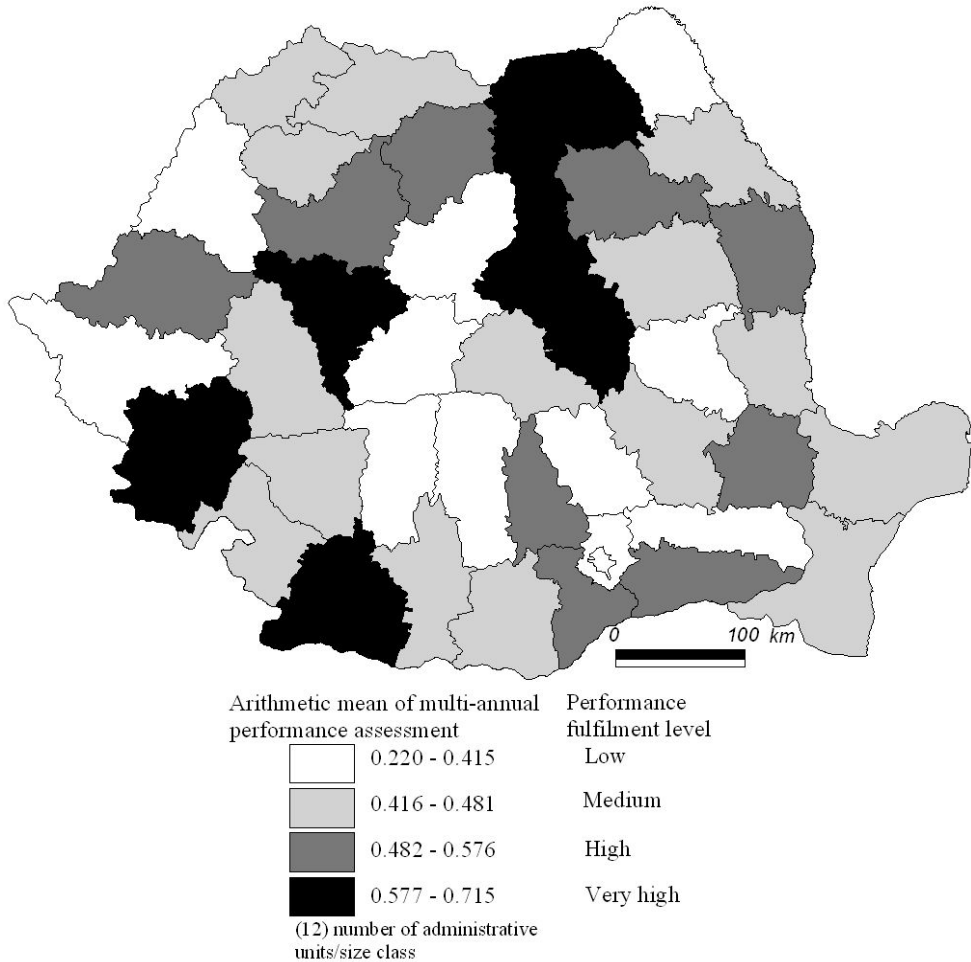 0 100 km
Arithmetic mean of multi-annual Performance
performance assessment fulfilment level
0.220 - 0.415 Low
0.416 - 0.481 Medium
0.482 - 0.576 High
0.577 - 0.715 Very high
(12) number of administrative
units/size class